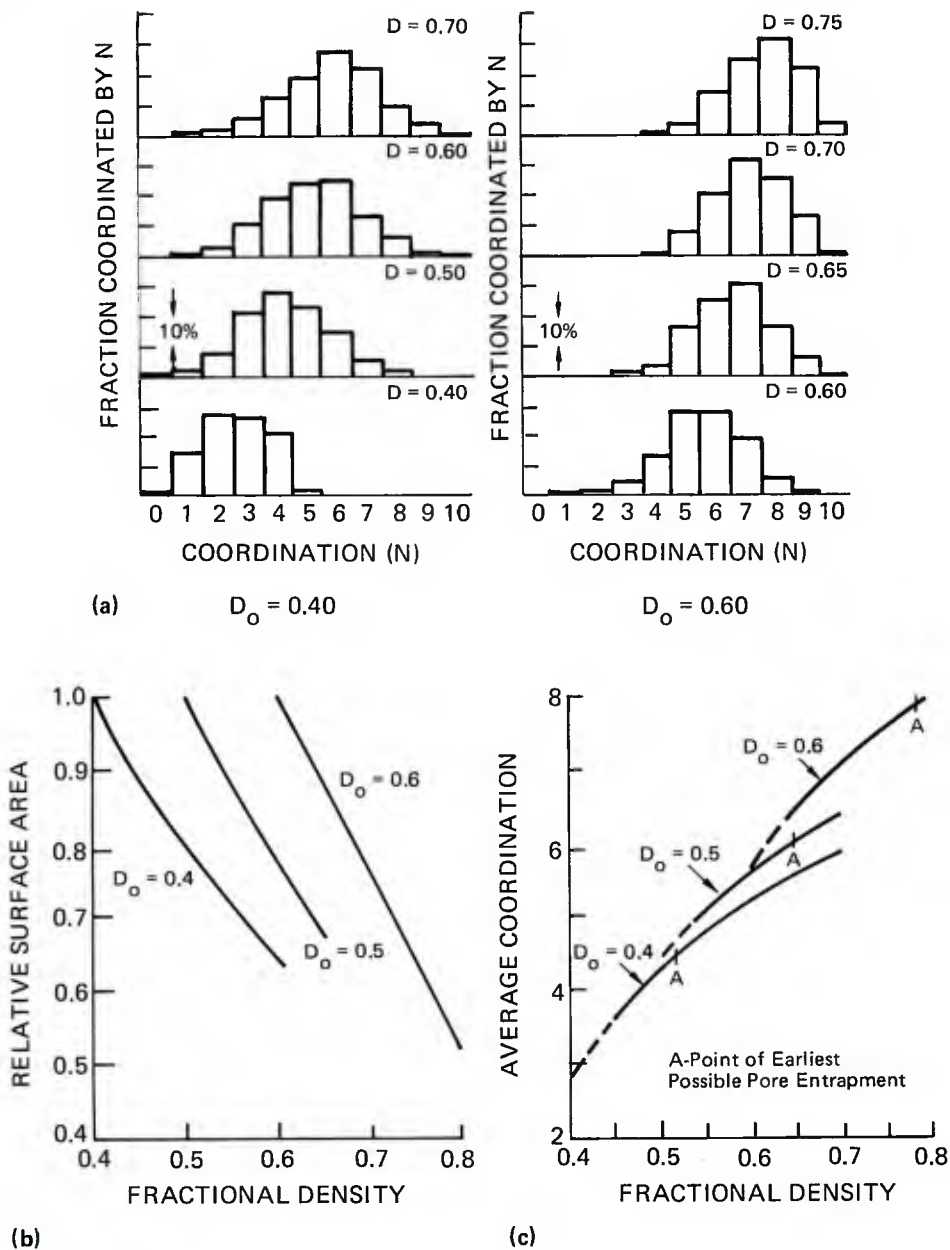 FRACTION COORDINATED BY N
D = 0.70
D = 0.60
D = 0.50
10%
D = 0.40
0 1 2 3 4 5 6 7 8 9 10
COORDINATION (N)
FRACTION COORDINATED BY N
D = 0.75
D = 0.70
D = 0.65
10%
D = 0.60
0 1 2 3 4 5 6 7 8 9 10
COORDINATION (N)
(a)
D₀ = 0.40
D₀ = 0.60
RELATIVE SURFACE AREA
1.0
0.9
0.8
0.7
0.6
0.5
0.4
D₀ = 0.4
D₀ = 0.5
D₀ = 0.6
0.4 0.5 0.6 0.7 0.8
FRACTIONAL DENSITY
(b)
AVERAGE COORDINATION
8
6
4
2
D₀ = 0.6
A
D₀ = 0.5
A
D₀ = 0.4
A
A-Point of Earliest
Possible Pore Entrapment
0.4 0.5 0.6 0.7 0.8
FRACTIONAL DENSITY
(c)